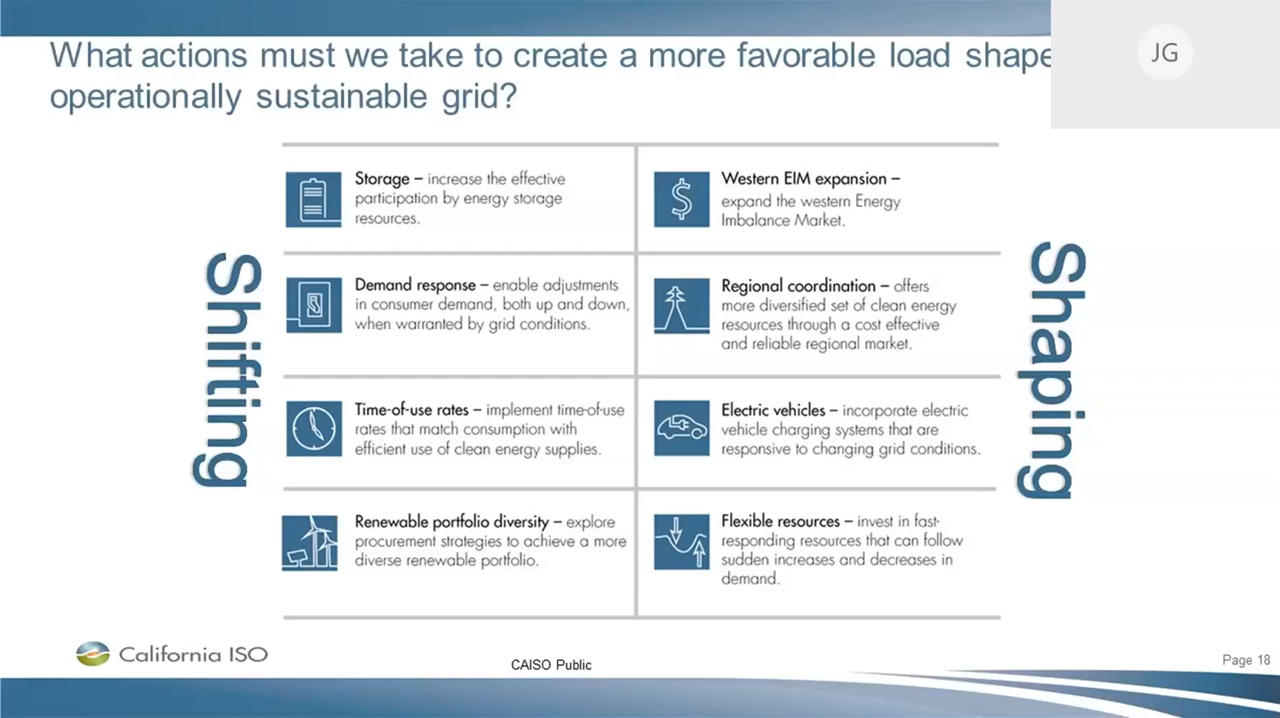 What actions must we take to create a more favorable load shape
operationally sustainable grid?
JG
Shifting
Storage – increase the effective
participation by energy storage
resources.
Demand response – enable adjustments
in consumer demand, both up and down,
when warranted by grid conditions.
Time-of-use rates – implement time-of-use
rates that match consumption with
efficient use of clean energy supplies.
Renewable portfolio diversity – explore
procurement strategies to achieve a more
diverse renewable portfolio.
Western EIM expansion –
expand the western Energy
Imbalance Market.
Regional coordination – offers
more diversified set of clean energy
resources through a cost effective
and reliable regional market.
Electric vehicles – incorporate electric
vehicle charging systems that are
responsive to changing grid conditions.
Flexible resources – invest in fast-
responding resources that can follow
sudden increases and decreases in
demand.
Shaping
California ISO
CAISO Public
Page 18